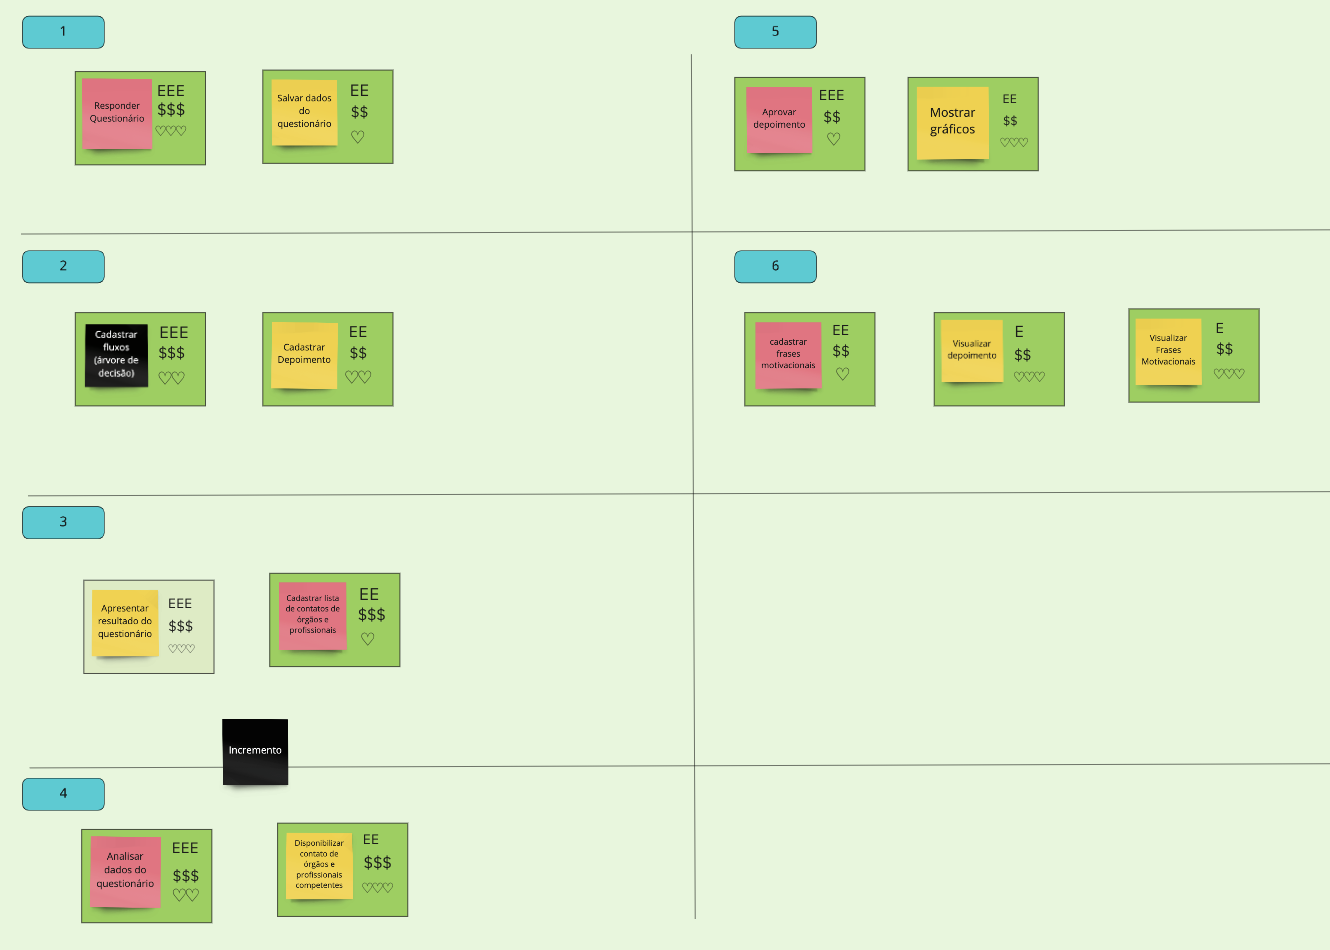 1
Responder
Questionário
EEE
$$$
♡♡♡
Salvar dados
do
questionário
EE
$$
♡
2
Cadastrar
fluxos
(árvore de
decisão)
EEE
$$$
♡♡
Cadastrar
Depoimento
EE
$$
♡♡
3
Apresentar
resultado do
questionário
EEE
$$$
♡♡♡
Cadastrar lista
de contatos de
órgãos e
profissionais
EE
$$$
♡
Incremento
4
Analisar
dados do
questionário
EEE
$$$
♡♡
Disponibilizar
contato de
órgãos e
profissionais
competentes
EE
$$$
♡♡♡
5
Aprovar
depoimento
EEE
$$
♡
Mostrar
gráficos
EE
$$
♡♡♡
6
cadastrar
frases
motivacionais
EE
$$
♡
Visualizar
depoimento
E
$$
♡♡♡
Visualizar
Frases
Motivacionais
E
$$
♡♡♡